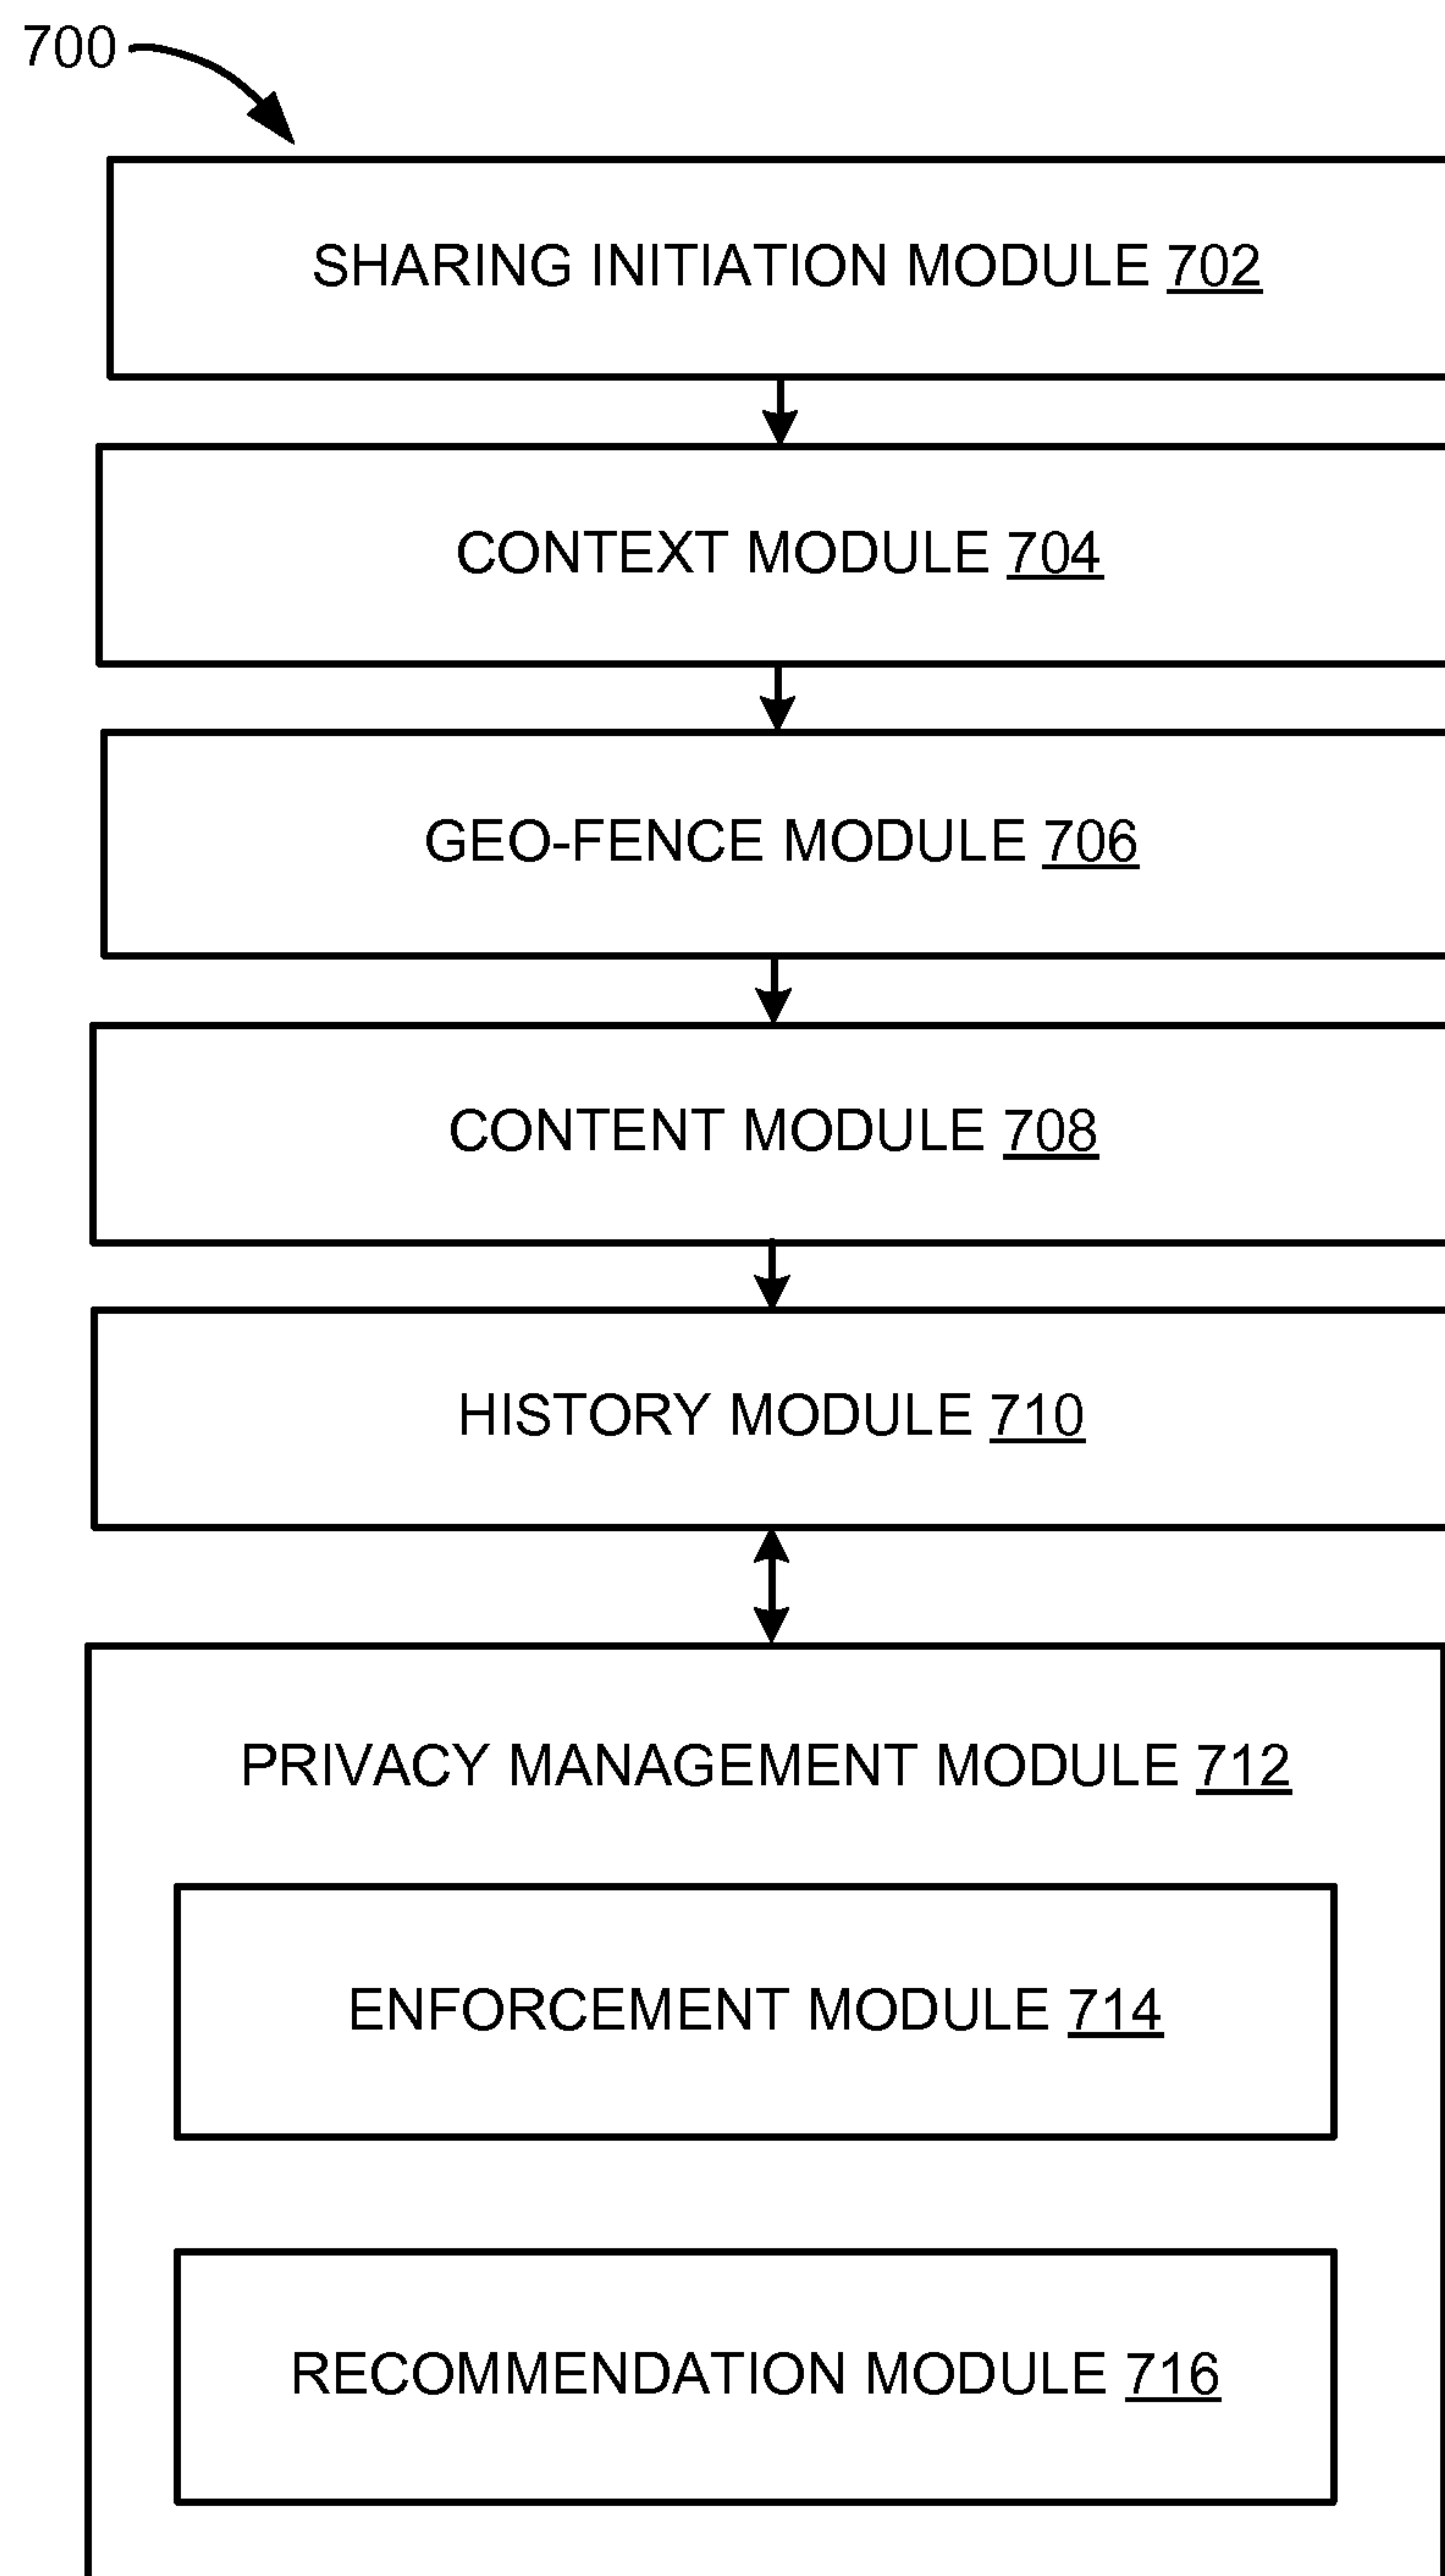 700
SHARING INITIATION MODULE 702
CONTEXT MODULE 704
GEO-FENCE MODULE 706
CONTENT MODULE 708
HISTORY MODULE 710
PRIVACY MANAGEMENT MODULE 712
ENFORCEMENT MODULE 714
RECOMMENDATION MODULE 716